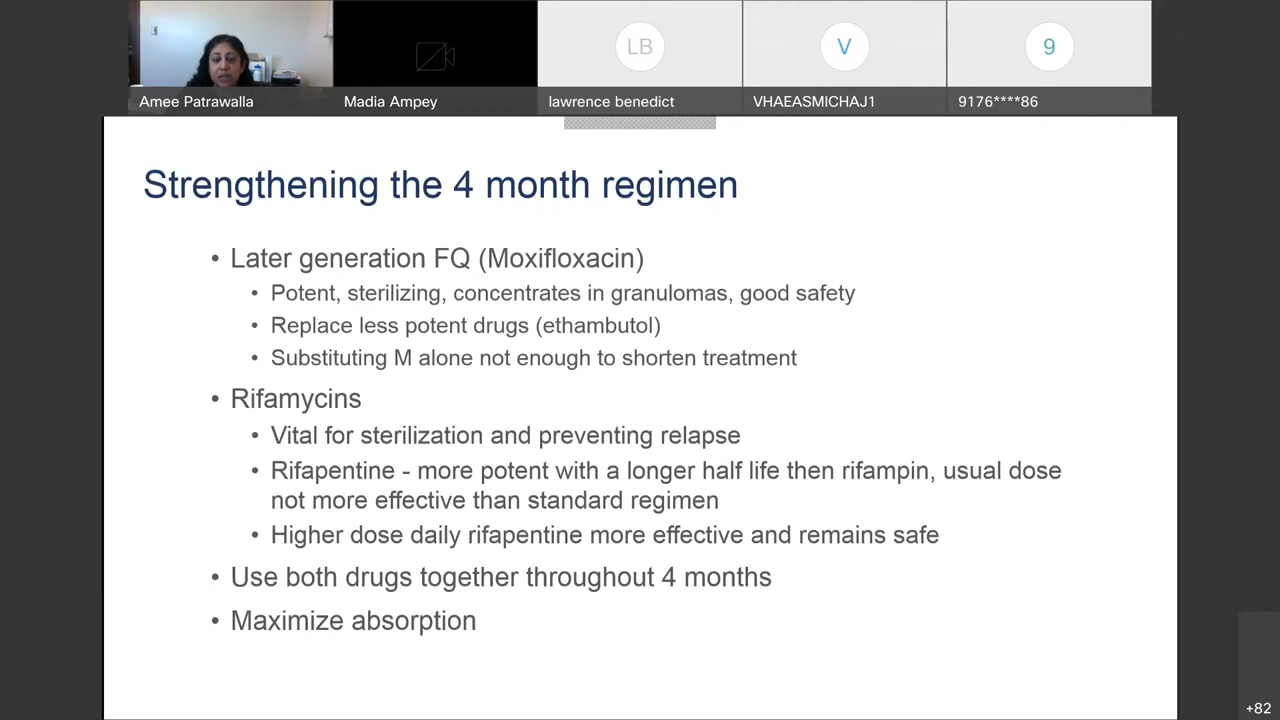 LB
V
9
Amee Patrawalla
Madia Ampey
lawrence benedict
VHAEASMICHAJ1
9176****86
Strengthening the 4 month regimen
• Later generation FQ (Moxifloxacin)
• Potent, sterilizing, concentrates in granulomas, good safety
• Replace less potent drugs (ethambutol)
• Substituting M alone not enough to shorten treatment
• Rifamycins
• Vital for sterilization and preventing relapse
• Rifapentine - more potent with a longer half life then rifampin, usual dose
not more effective than standard regimen
• Higher dose daily rifapentine more effective and remains safe
• Use both drugs together throughout 4 months
• Maximize absorption
+82